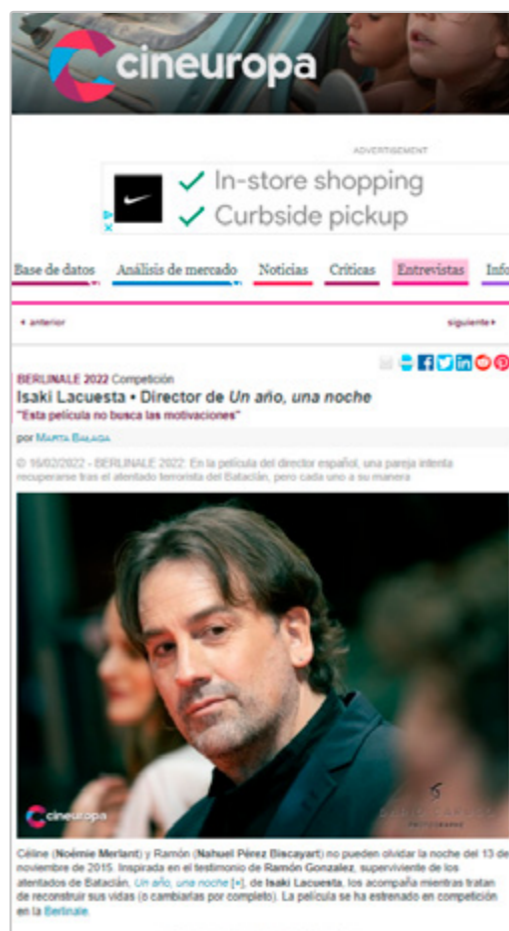 cineuropa
ADVERTISEMENT
In-store shopping
Curbside pickup
Base de datos Análisis de mercado Noticias Críticas Entrevistas Info
anterior siguiente
BERLINALE 2022 Competición
Isaki Lacuesta • Director de Un año, una noche
"Esta película no busca las motivaciones"
por Marta Bałaga
© 16/02/2022 - BERLINALE 2022: En la película del director español, una pareja intenta
recuperarse tras el atentado terrorista del Bataclán, pero cada uno a su manera
cineuropa
PHOTOGRAPHE
Céline (Noémie Merlant) y Ramón (Nahuel Pérez Biscayart) no pueden olvidar la noche del 13 de
noviembre de 2015. Inspirada en el testimonio de Ramón Gonzalez, superviviente de los
atentados de Bataclán, Un año, una noche [+], de Isaki Lacuesta, los acompaña mientras tratan
de reconstruir sus vidas (o cambiarlas por completo). La película se ha estrenado en competición
en la Berlinale.